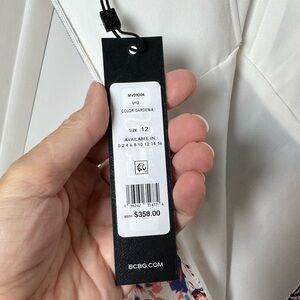 U12
COLOR: GARDENIA
SIZE 12
AVAILABLE IN
0 2 4 6 8 10 12 14 16
MSRP $358.00
BCBG.COM